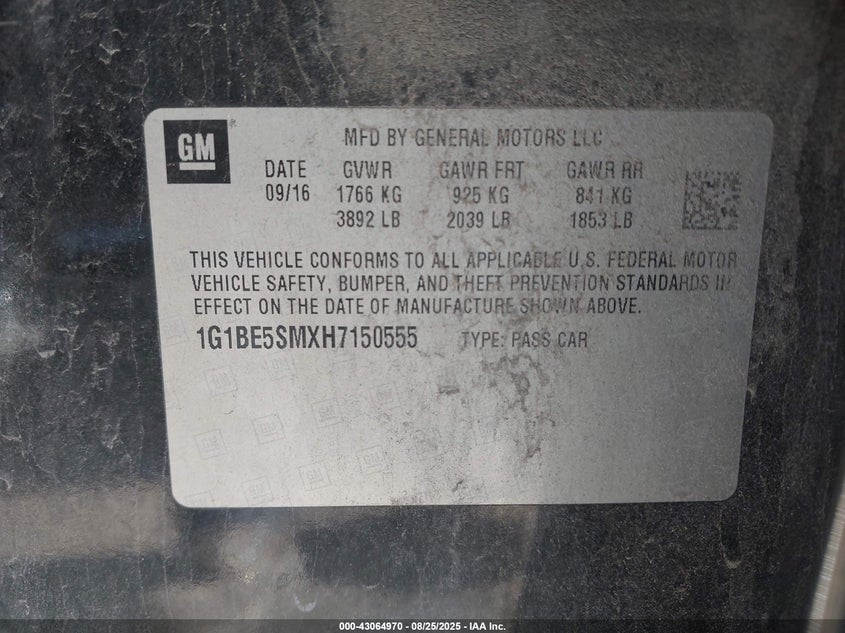 GM
MFD BY GENERAL MOTORS LLC
DATE GVWR GAWR FRT GAWR RR
09/16 1766 KG 925 KG 841 KG
3892 LB 2039 LB 1853 LB
THIS VEHICLE CONFORMS TO ALL APPLICABLE U.S. FEDERAL MOTOR
VEHICLE SAFETY, BUMPER, AND THEFT PREVENTION STANDARDS IN
EFFECT ON THE DATE OF MANUFACTURE SHOWN ABOVE.
1G1BE5SMXH7150555 TYPE: PASS CAR
000-43064970 - 08/25/2025 - IAA Inc.